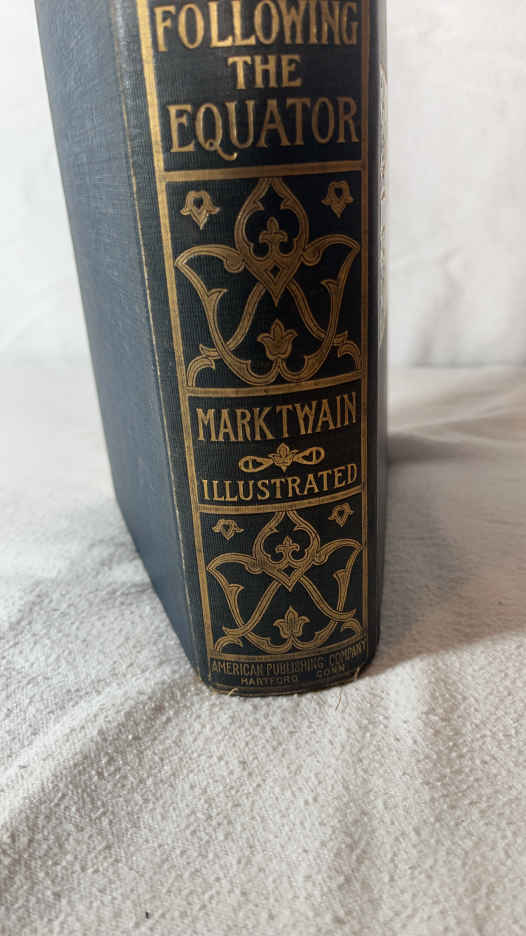 FOLLOWING
THE
EQUATOR
MARK TWAIN
ILLUSTRATED
AMERICAN PUBLISHING COMPANY
HARTFORD CONN.